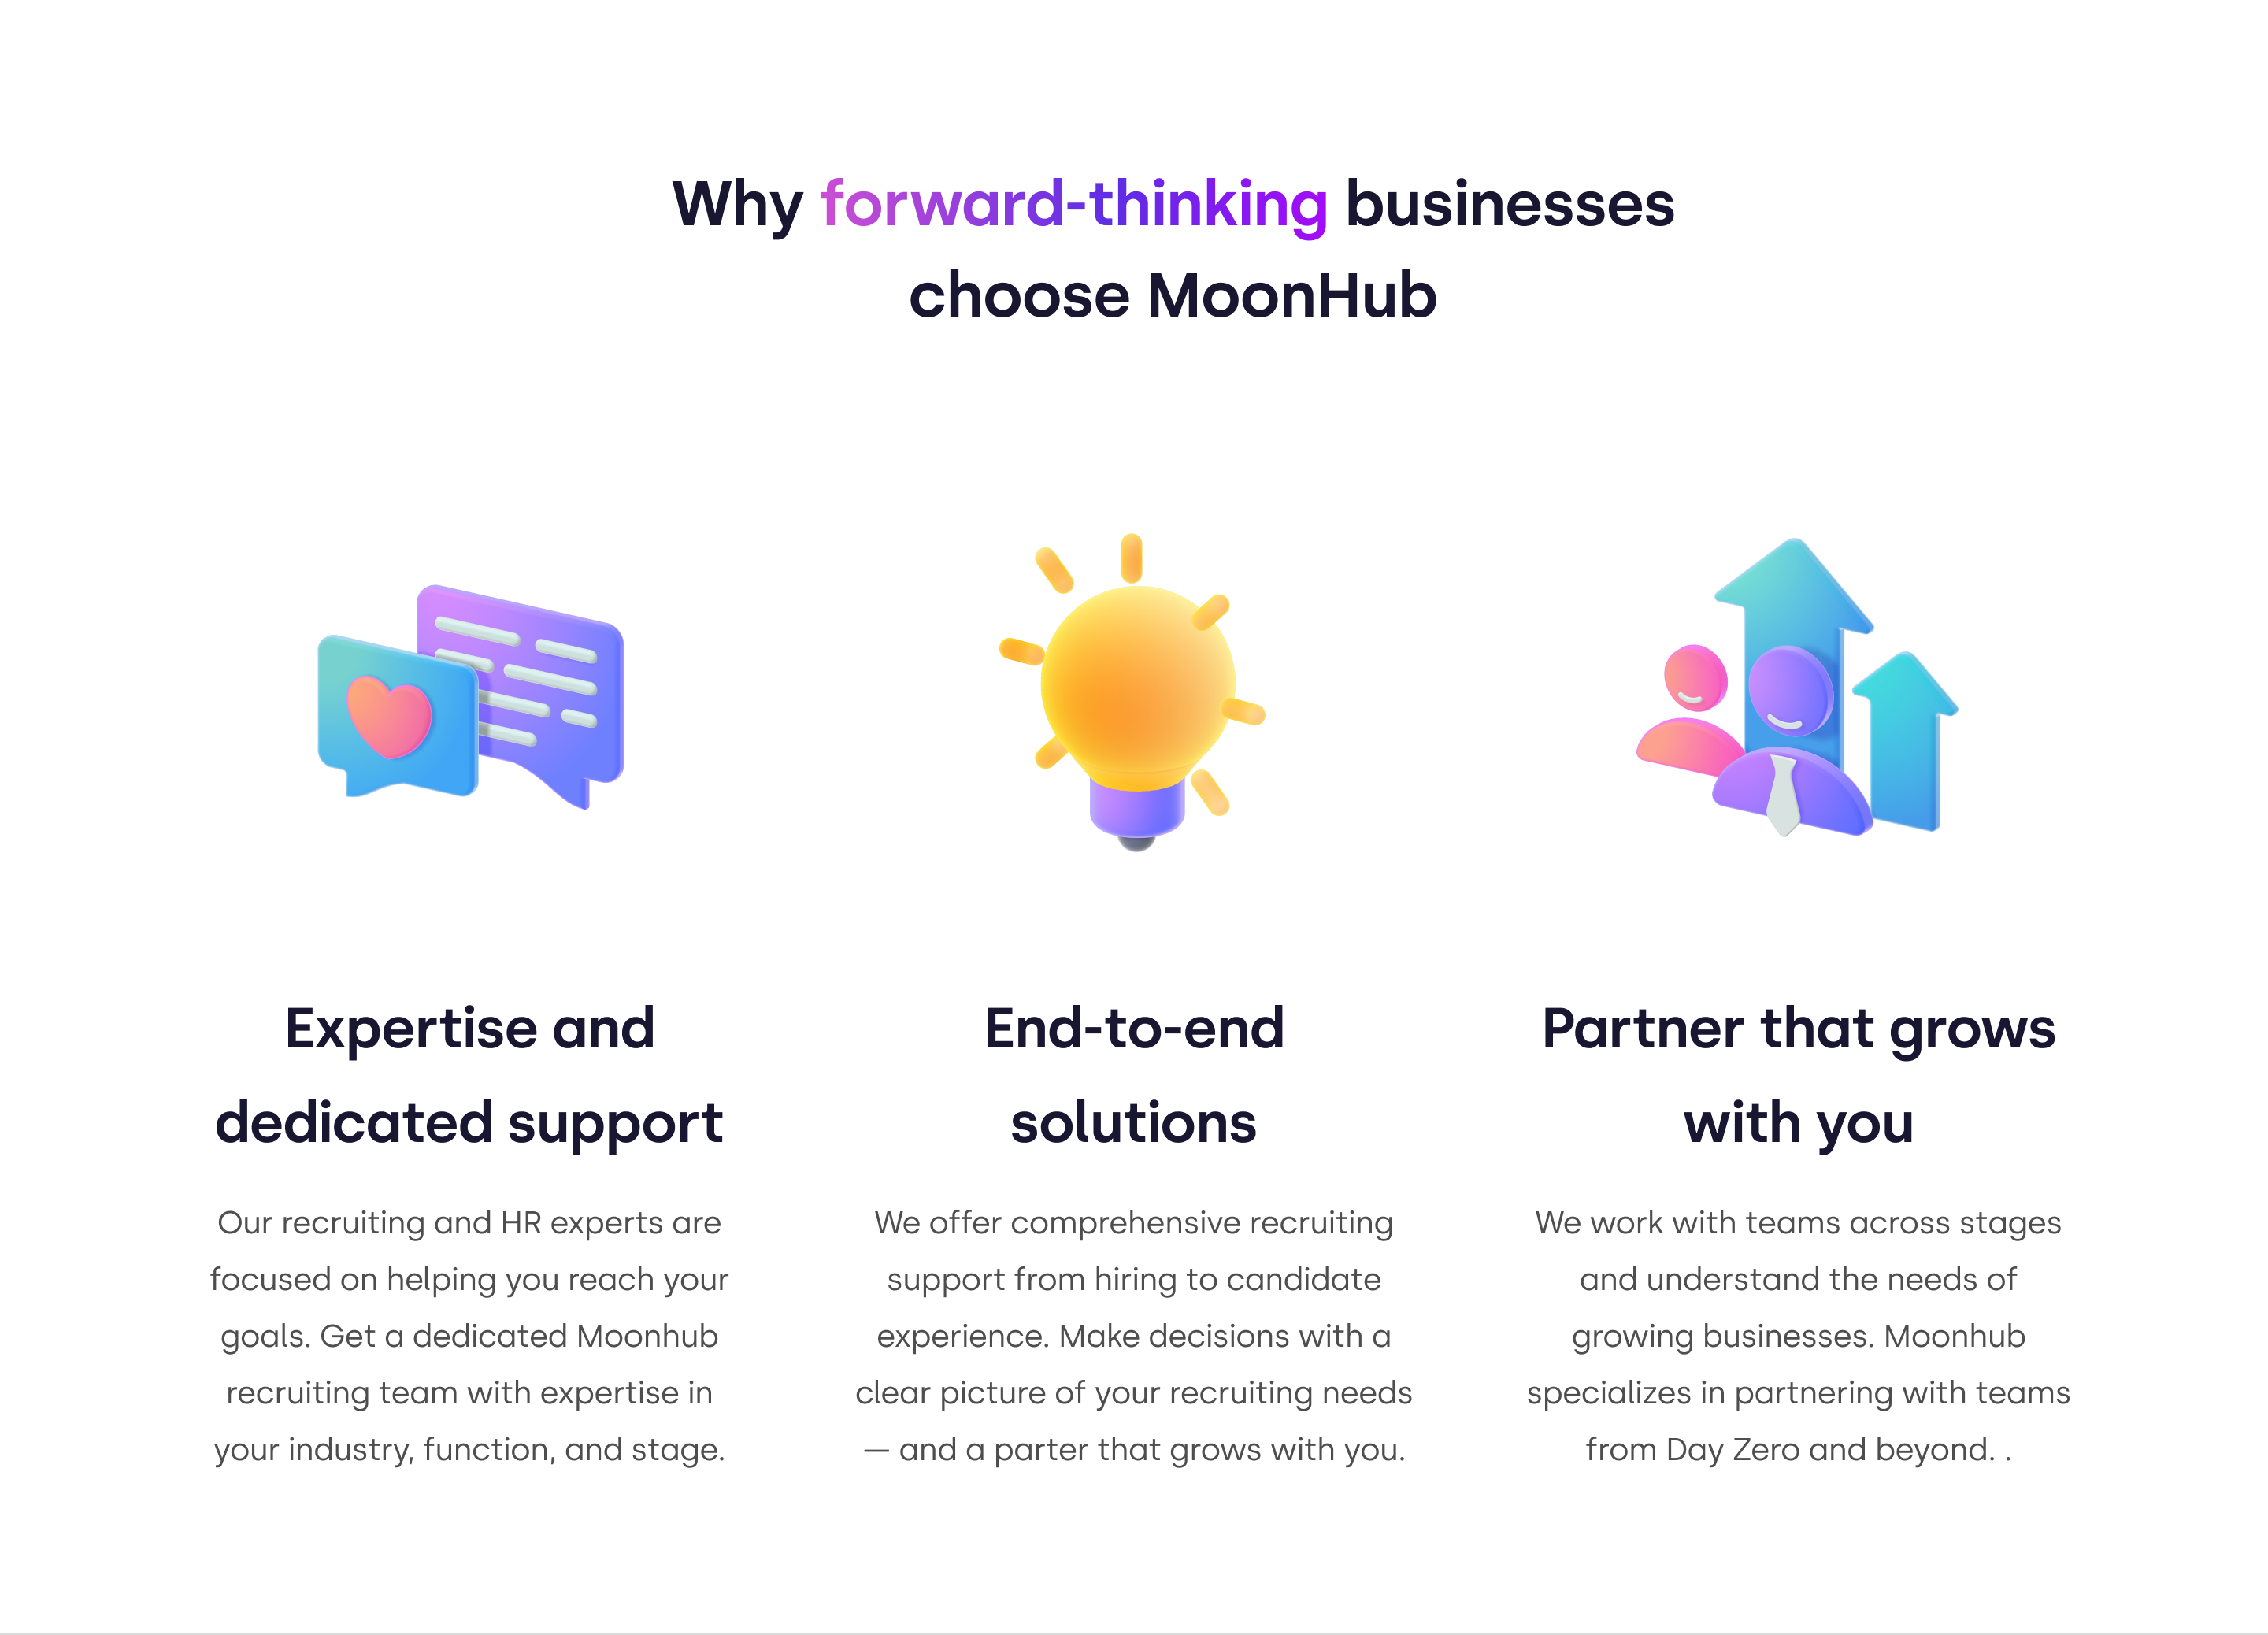 Why forward-thinking businesses
choose MoonHub
Expertise and
dedicated support
Our recruiting and HR experts are
focused on helping you reach your
goals. Get a dedicated Moonhub
recruiting team with expertise in
your industry, function, and stage.
End-to-end
solutions
We offer comprehensive recruiting
support from hiring to candidate
experience. Make decisions with a
clear picture of your recruiting needs
— and a parter that grows with you.
Partner that grows
with you
We work with teams across stages
and understand the needs of
growing businesses. Moonhub
specializes in partnering with teams
from Day Zero and beyond. .